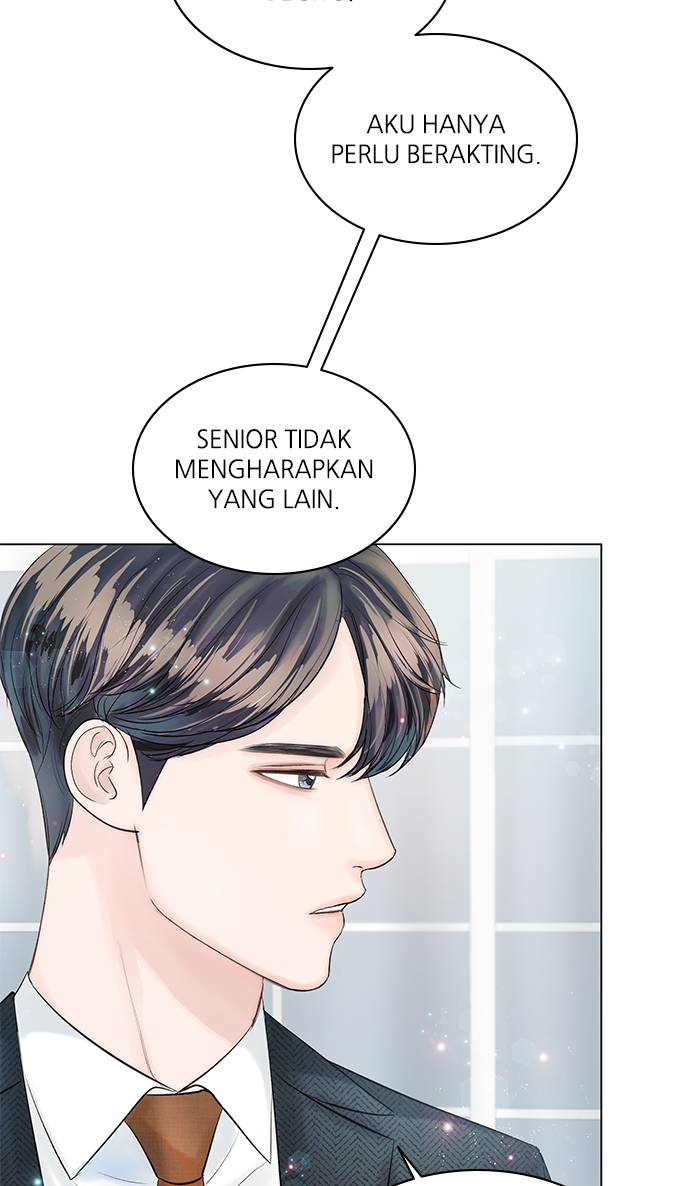 AKU HANYA
PERLU BERAKTING.
SENIOR TIDAK
MENGHARAPKAN
YANG LAIN.